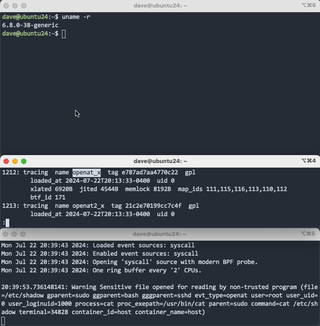 dave@ubuntu24:~
⌥⌘4
dave@ubuntu24:~$ uname -r
6.8.0-38-generic
dave@ubuntu24:~$
dave@ubuntu24:~
⌥⌘6
1212: tracing  name openat_x  tag e787ad7aa4770c22  gpl
loaded_at 2024-07-22T20:13:33-0400  uid 0
xlated 6920B  jited 4544B  memlock 8192B  map_ids 111,115,116,113,110,112
btf_id 171
1213: tracing  name openat2_x  tag 21c2e70199cc7c4f  gpl
loaded_at 2024-07-22T20:13:33-0400  uid 0
:
dave@ubuntu24:~
⌥⌘5
Mon Jul 22 20:39:43 2024: Loaded event sources: syscall
Mon Jul 22 20:39:43 2024: Enabled event sources: syscall
Mon Jul 22 20:39:43 2024: Opening 'syscall' source with modern BPF probe.
Mon Jul 22 20:39:43 2024: One ring buffer every '2' CPUs.
20:39:53.736148141: Warning Sensitive file opened for reading by non-trusted program (file
=/etc/shadow gparent=sudo ggparent=bash gggparent=sshd evt_type=openat user=root user_uid=
0 user_loginuid=1000 process=cat proc_exepath=/usr/bin/cat parent=sudo command=cat /etc/sh
adow terminal=34828 container_id=host container_name=host)